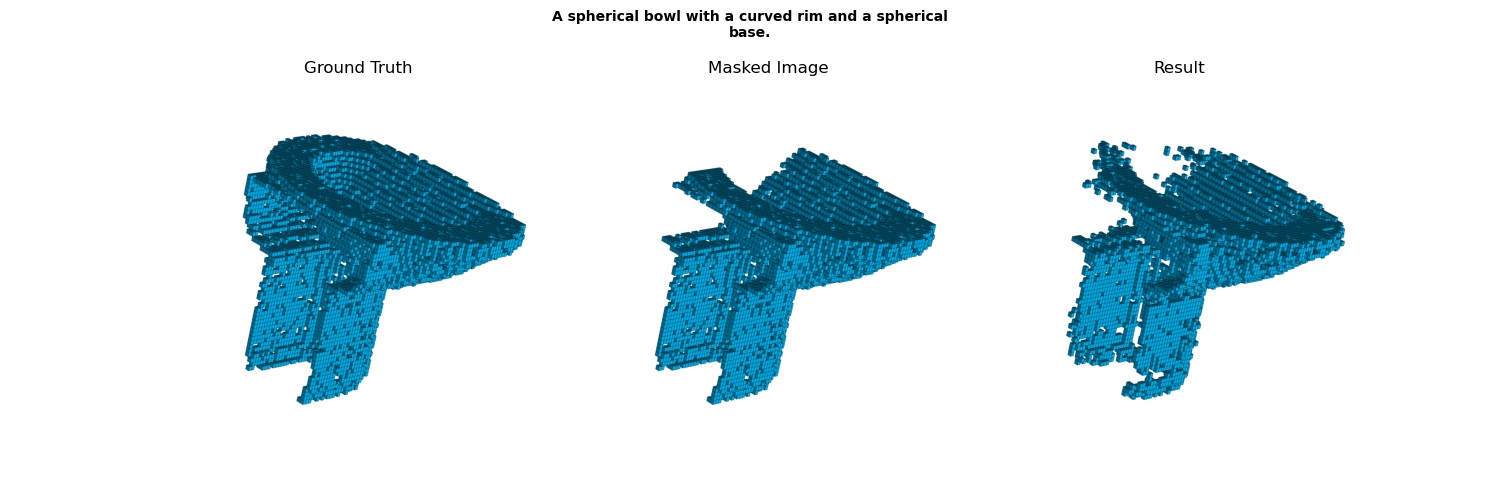 A spherical bowl with a curved rim and a spherical
base.
Ground Truth
Masked Image
Result